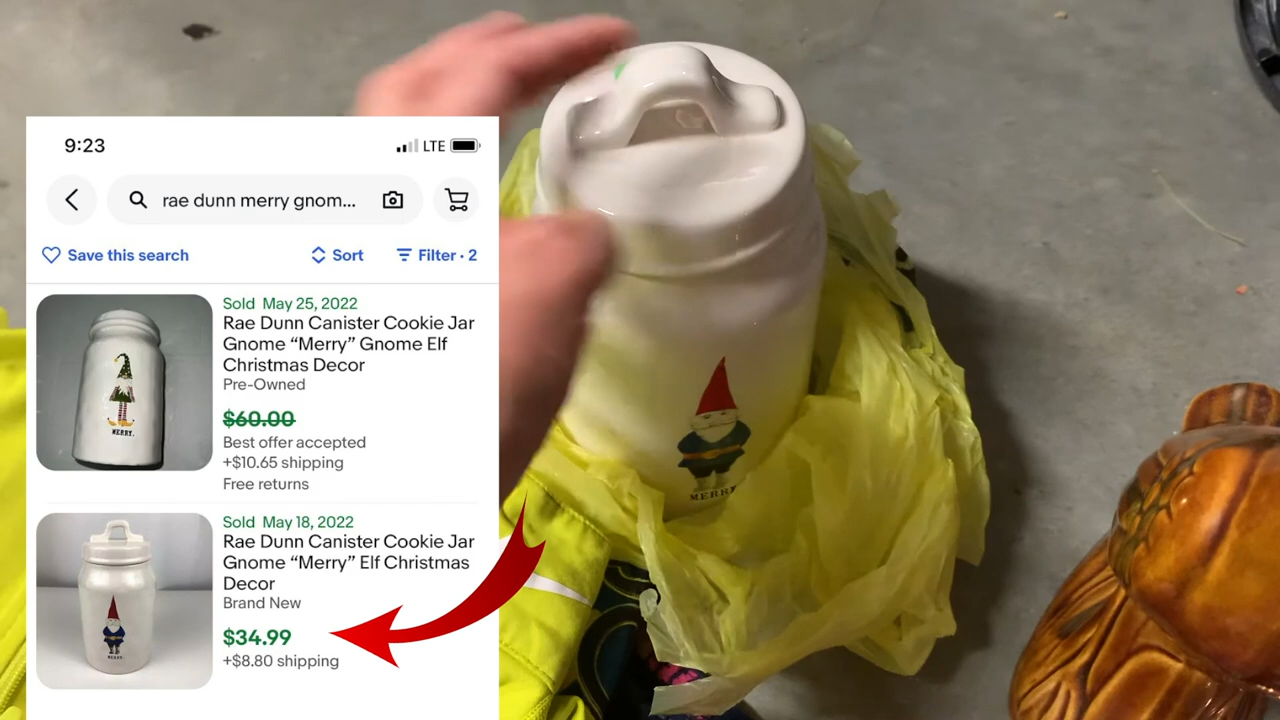 9:23
LTE
rae dunn merry gnom...
Save this search
Sort
Filter · 2
Sold May 25, 2022
Rae Dunn Canister Cookie Jar
Gnome “Merry” Gnome Elf
Christmas Decor
Pre-Owned
$60.00
Best offer accepted
+$10.65 shipping
Free returns
MERRY.
Sold May 18, 2022
Rae Dunn Canister Cookie Jar
Gnome “Merry” Elf Christmas
Decor
Brand New
$34.99
+$8.80 shipping
MERRY.
MERRY